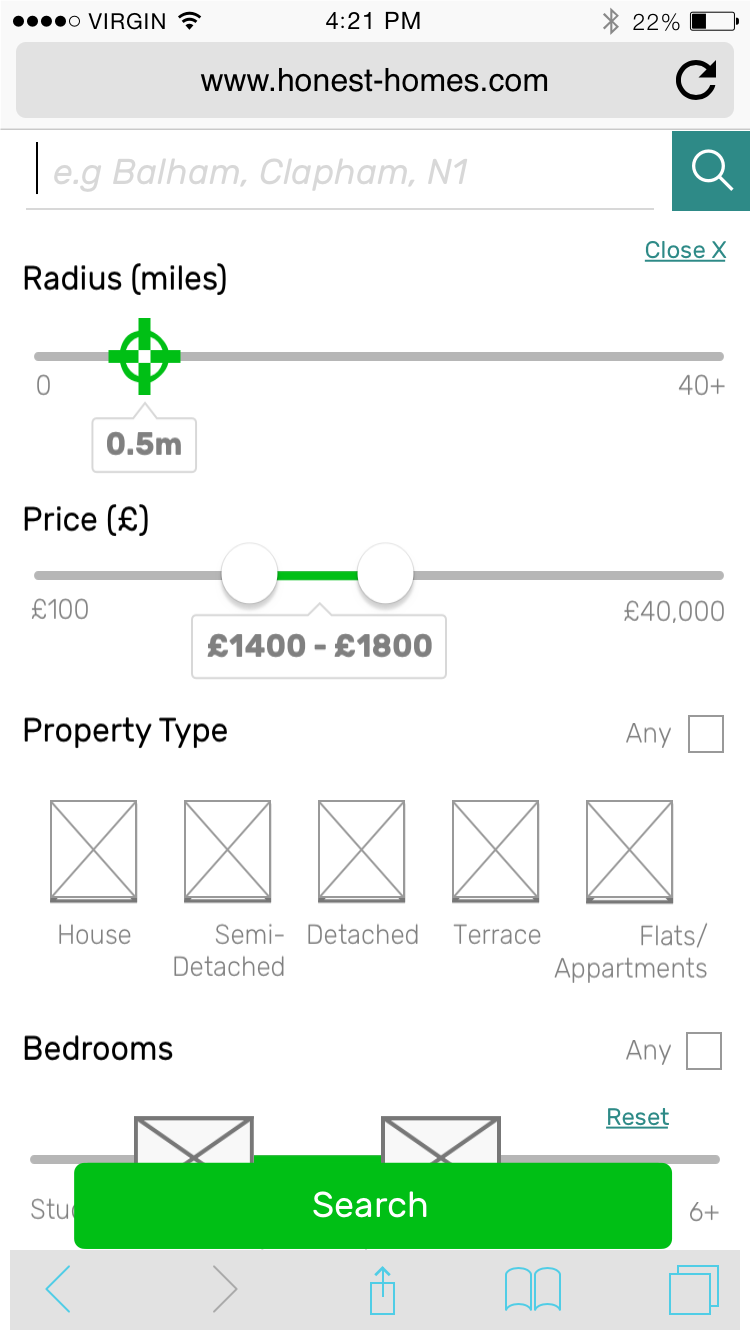 VIRGIN 4:21 PM 22%
www.honest-homes.com
e.g Balham, Clapham, N1
Close X
Radius (miles)
0 40+
0.5m
Price (£)
£100 £40,000
£1400 - £1800
Property Type Any
House Semi- Detached Terrace Flats/
Detached Appartments
Bedrooms Any
Reset
Search
6+